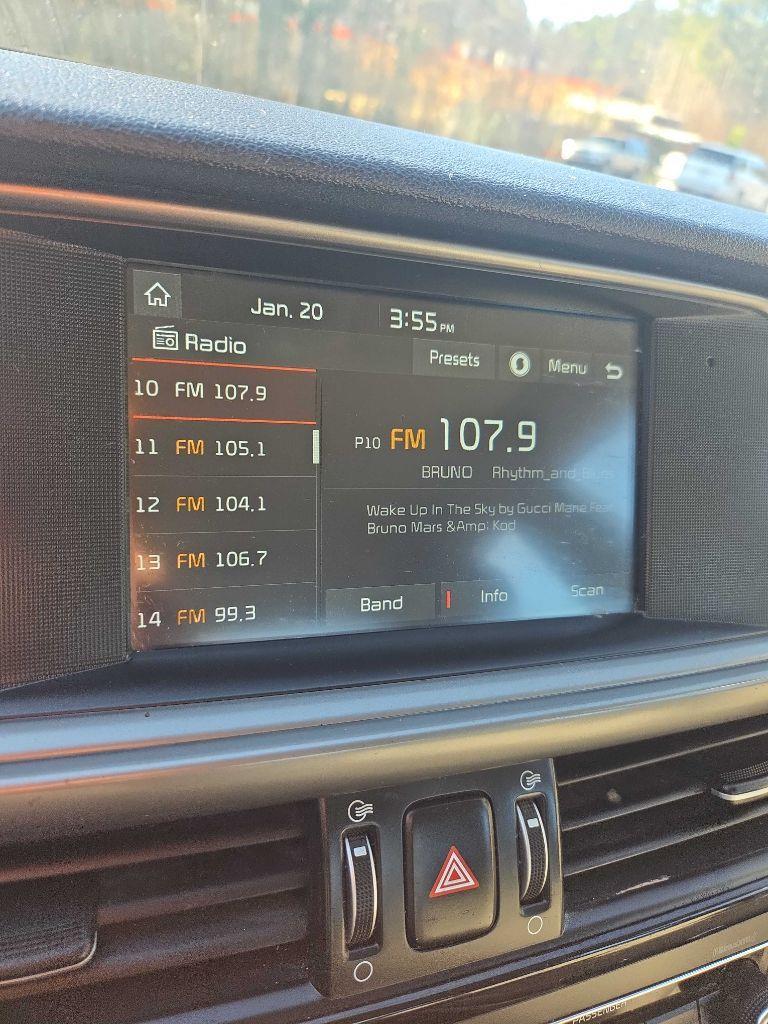 Jan. 20 3:55 PM
Radio
Presets Menu
10 FM 107.9
11 FM 105.1
12 FM 104.1
13 FM 106.7
14 FM 99.3
P10 FM 107.9
BRUNO Rhythm_and_Blues
Wake Up In The Sky by Gucci Mane Feat
Bruno Mars &Amp; Kod
Band Info Scan
PASSENGER